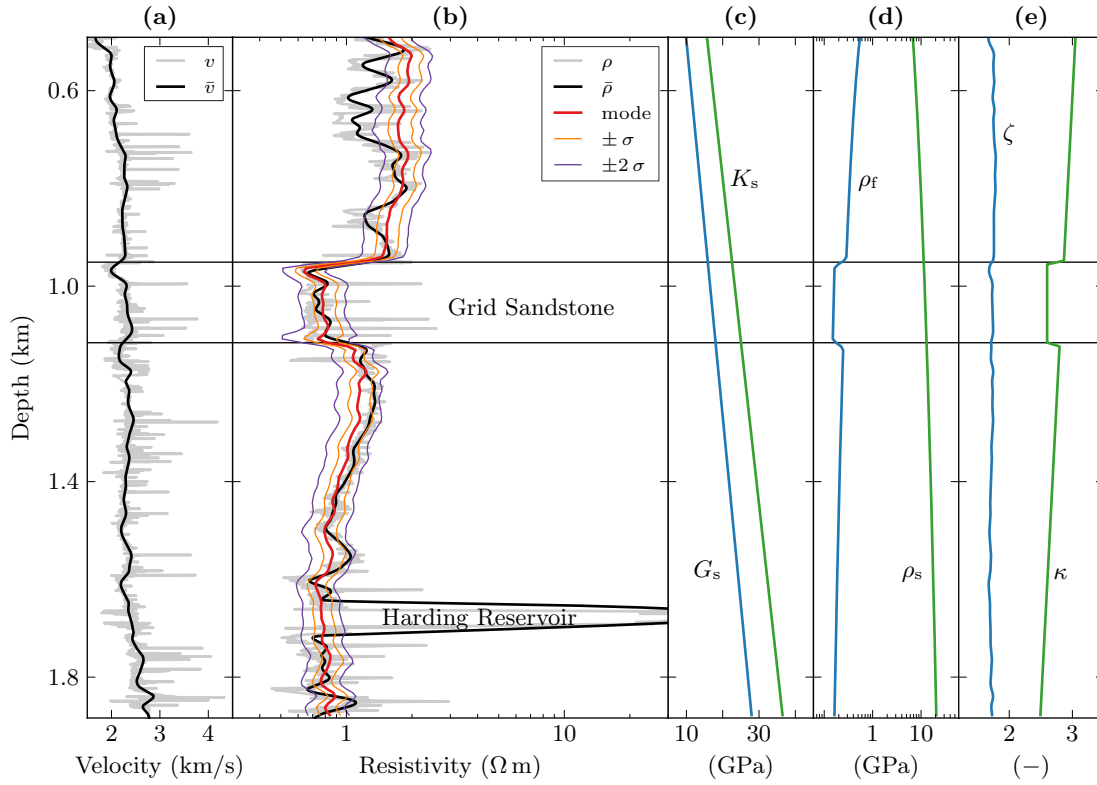 (a) (b) (c) (d) (e)
v
v̄
ρ
ρ̄
mode
± σ
±2 σ
0.6
1.0
1.4
1.8
Depth (km)
ζ
K_s
ρ_f
Grid Sandstone
G_s
ρ_s
κ
Harding Reservoir
2 3 4
1 10
10 30
1 10
2 3
Velocity (km/s)
Resistivity (Ω m)
(GPa)
(GPa)
(−)